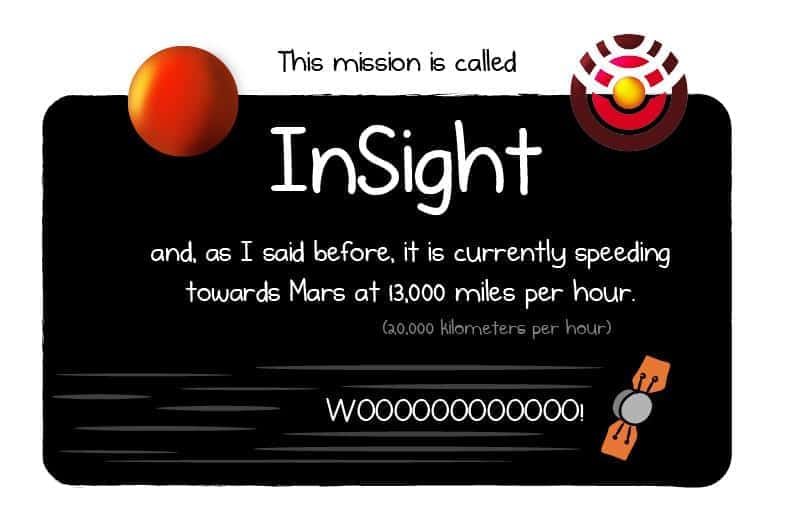 This mission is called
InSight
and, as I said before, it is currently speeding
towards Mars at 13,000 miles per hour.
(20,000 kilometers per hour)
WOOOOOOOOOOOO!